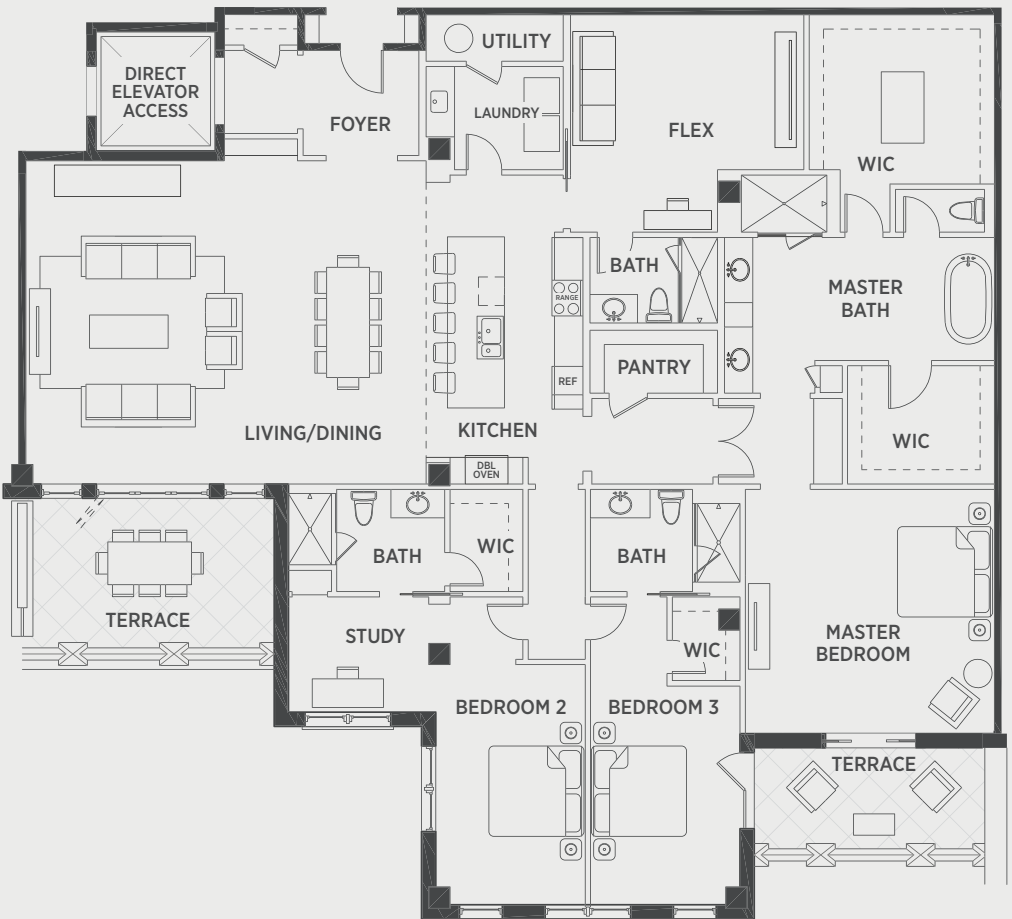 UTILITY
DIRECT
ELEVATOR
ACCESS
LAUNDRY
FOYER
FLEX
WIC
BATH
MASTER
BATH
RANGE
PANTRY
REF
LIVING/DINING
KITCHEN
WIC
DBL
OVEN
BATH
WIC
BATH
TERRACE
STUDY
WIC
MASTER
BEDROOM
BEDROOM 2
BEDROOM 3
TERRACE